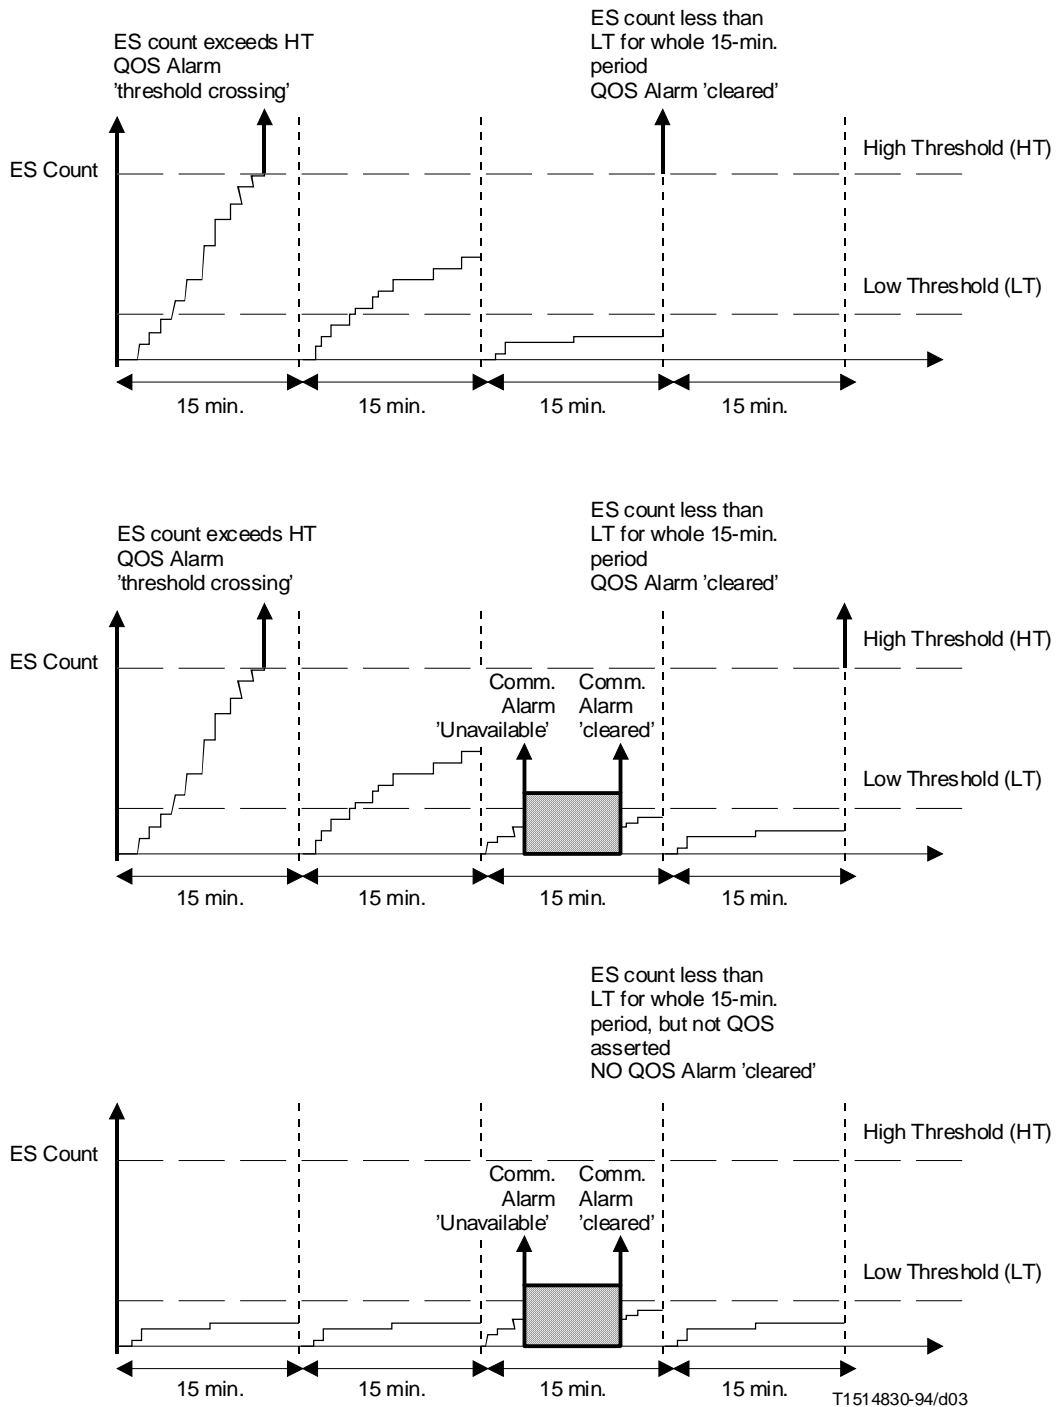 ES count exceeds HT
QOS Alarm
'threshold crossing'
ES count less than
LT for whole 15-min.
period
QOS Alarm 'cleared'
ES Count
High Threshold (HT)
Low Threshold (LT)
15 min.
15 min.
15 min.
15 min.
ES count exceeds HT
QOS Alarm
'threshold crossing'
ES count less than
LT for whole 15-min.
period
QOS Alarm 'cleared'
ES Count
High Threshold (HT)
Comm.
Alarm
'Unavailable'
Comm.
Alarm
'cleared'
Low Threshold (LT)
15 min.
15 min.
15 min.
15 min.
ES count less than
LT for whole 15-min.
period, but not QOS
asserted
NO QOS Alarm 'cleared'
ES Count
High Threshold (HT)
Comm.
Alarm
'Unavailable'
Comm.
Alarm
'cleared'
Low Threshold (LT)
15 min.
15 min.
15 min.
15 min.
T1514830-94/d03